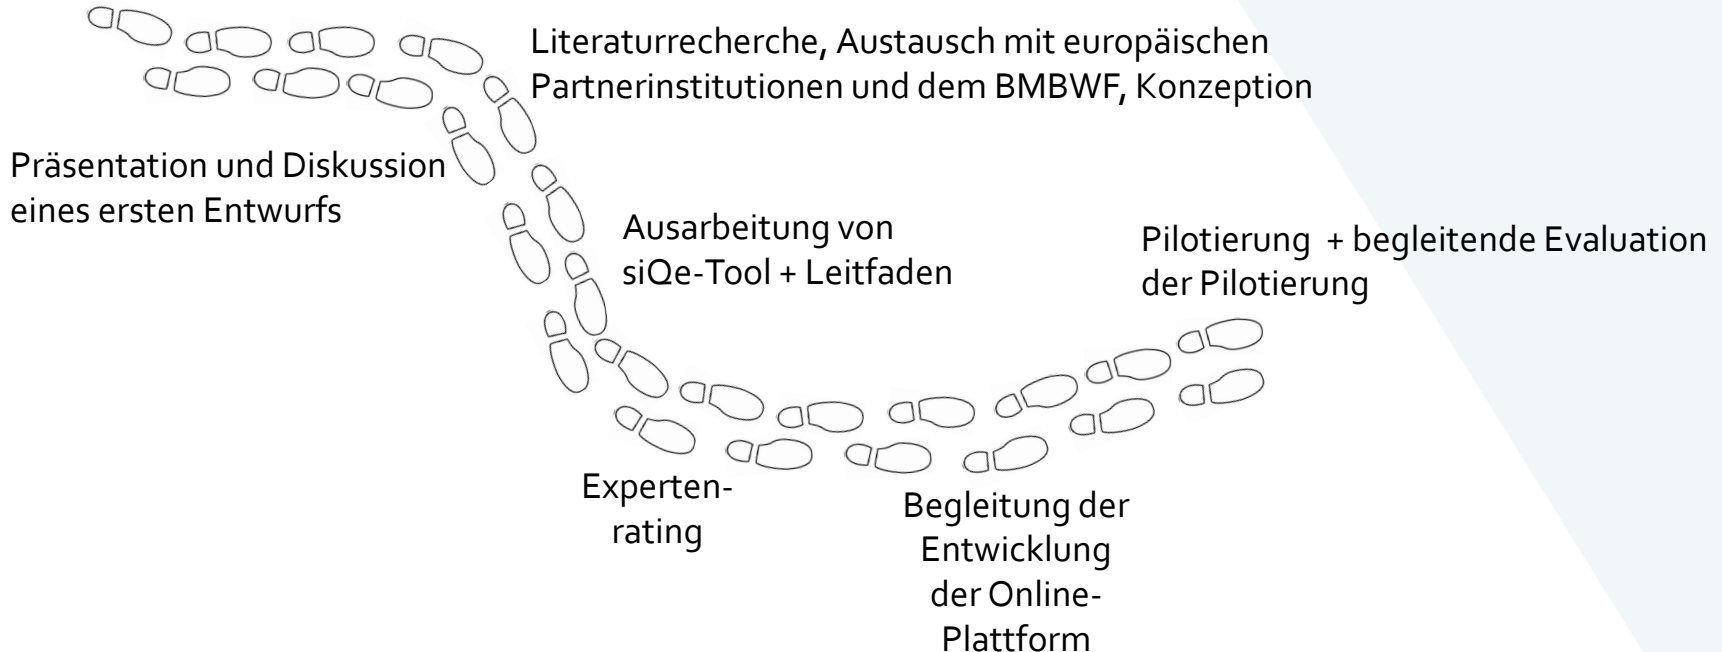 Literaturrecherche, Austausch mit europäischen
Partnerinstitutionen und dem BMBWF, Konzeption
Präsentation und Diskussion
eines ersten Entwurfs
Ausarbeitung von
siQe-Tool + Leitfaden
Pilotierung + begleitende Evaluation
der Pilotierung
Experten-
rating
Begleitung der
Entwicklung
der Online-
Plattform